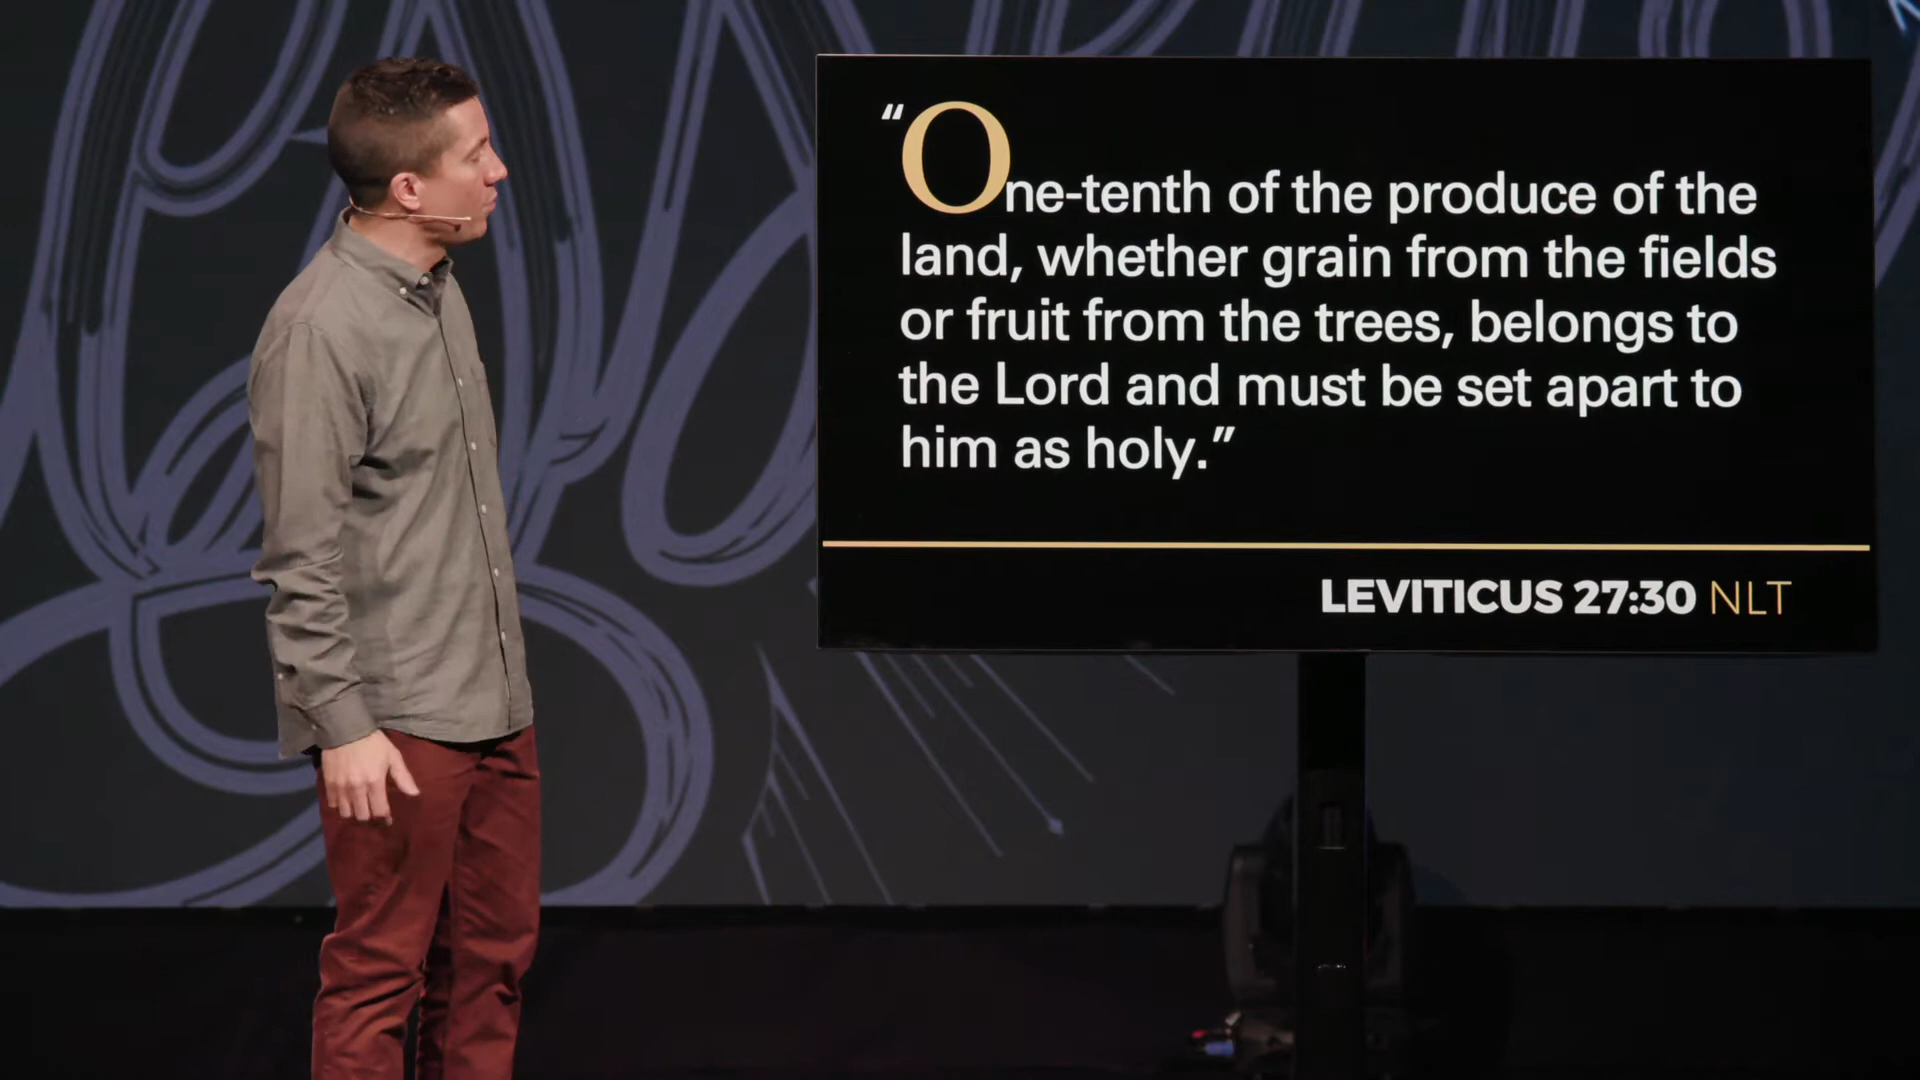 “One-tenth of the produce of the
land, whether grain from the fields
or fruit from the trees, belongs to
the Lord and must be set apart to
him as holy.”
LEVITICUS 27:30 NLT